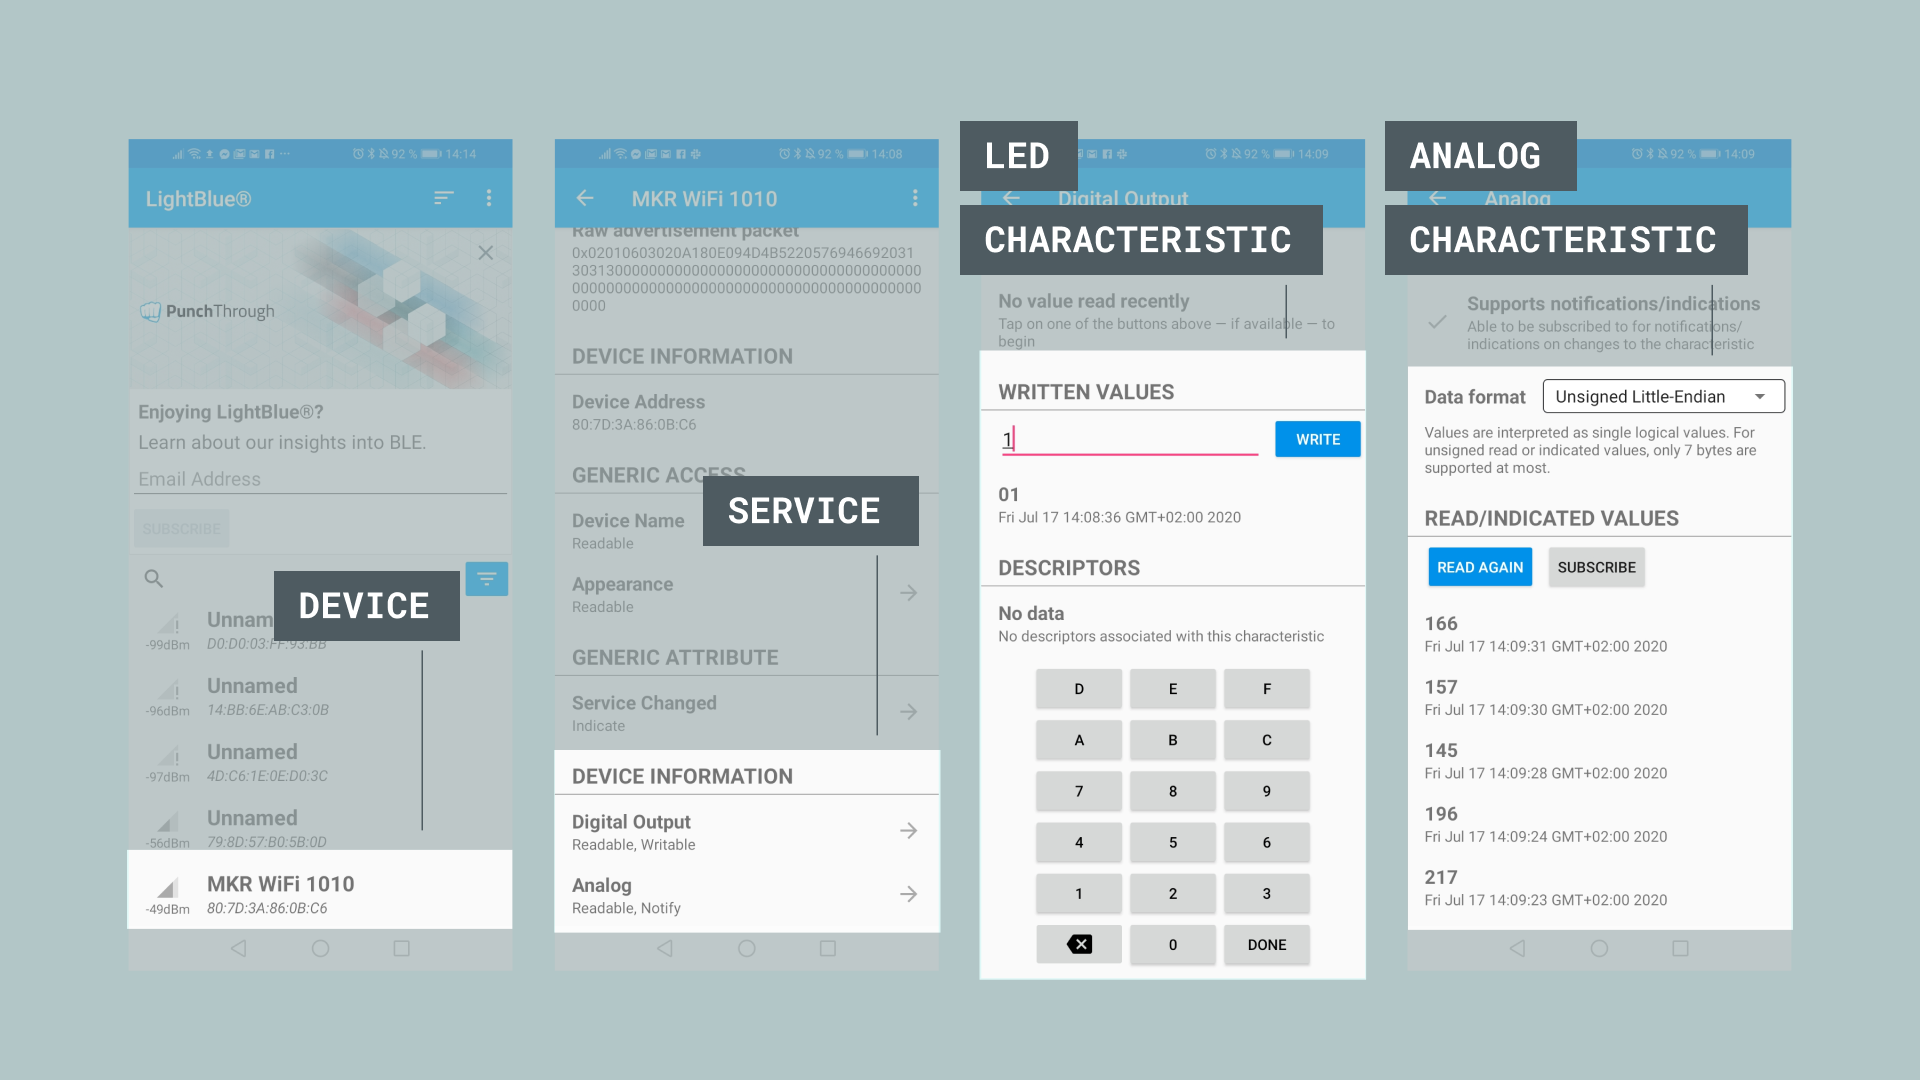 92 % 14:14
LightBlue®
PunchThrough
Enjoying LightBlue®?
Learn about our insights into BLE.
Email Address
SUBSCRIBE
DEVICE
Unnam
-99dBm D0:D0:03:FF:93:BB
Unnamed
-96dBm 14:BB:6E:AB:C3:0B
Unnamed
-97dBm 4D:C6:1E:0E:D0:3C
Unnamed
-56dBm 79:8D:57:B0:5B:0D
MKR WiFi 1010
-49dBm 80:7D:3A:86:0B:C6
92 % 14:08
MKR WiFi 1010
Raw advertisement packet
0x02010603020A180E094D4B5220576946692031
DEVICE INFORMATION
Device Address
80:7D:3A:86:0B:C6
GENERIC ACCESS
SERVICE
Device Name
Readable
Appearance
Readable
GENERIC ATTRIBUTE
Service Changed
Indicate
DEVICE INFORMATION
Digital Output
Readable, Writable
Analog
Readable, Notify
LED
92 % 14:09
Digital Output
CHARACTERISTIC
No value read recently
Tap on one of the buttons above — if available — to
begin
WRITTEN VALUES
1
WRITE
01
Fri Jul 17 14:08:36 GMT+02:00 2020
DESCRIPTORS
No data
No descriptors associated with this characteristic
D E F
A B C
7 8 9
4 5 6
1 2 3
0 DONE
ANALOG
92 % 14:09
Analog
CHARACTERISTIC
Supports notifications/indications
Able to be subscribed to for notifications/
indications on changes to the characteristic
Data format Unsigned Little-Endian
Values are interpreted as single logical values. For
unsigned read or indicated values, only 7 bytes are
supported at most.
READ/INDICATED VALUES
READ AGAIN SUBSCRIBE
166
Fri Jul 17 14:09:31 GMT+02:00 2020
157
Fri Jul 17 14:09:30 GMT+02:00 2020
145
Fri Jul 17 14:09:28 GMT+02:00 2020
196
Fri Jul 17 14:09:24 GMT+02:00 2020
217
Fri Jul 17 14:09:23 GMT+02:00 2020